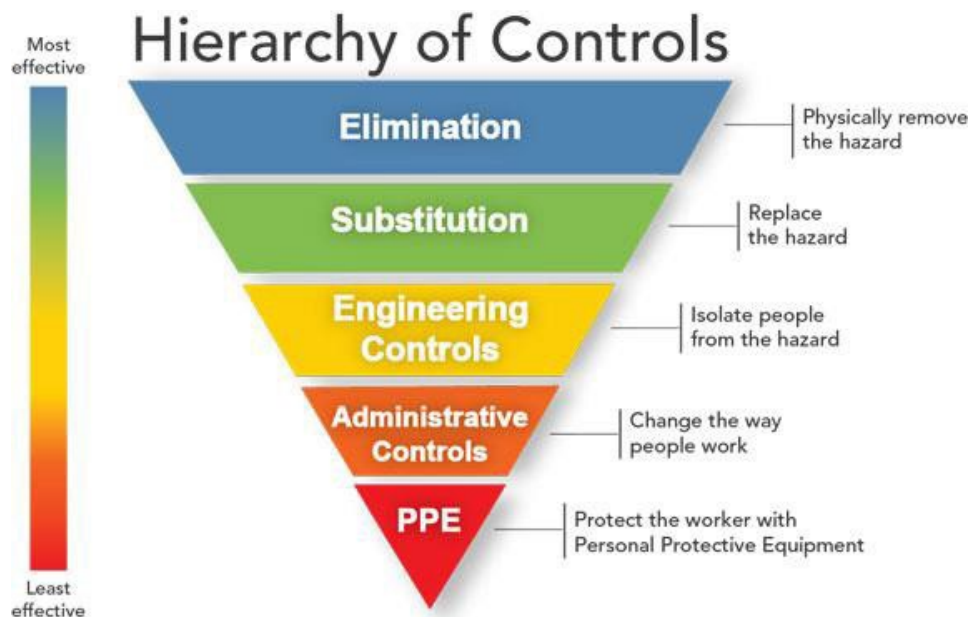 Hierarchy of Controls
Most
effective
Elimination
Physically remove
the hazard
Substitution
Replace
the hazard
Engineering
Controls
Isolate people
from the hazard
Administrative
Controls
Change the way
people work
PPE
Protect the worker with
Personal Protective Equipment
Least
effective